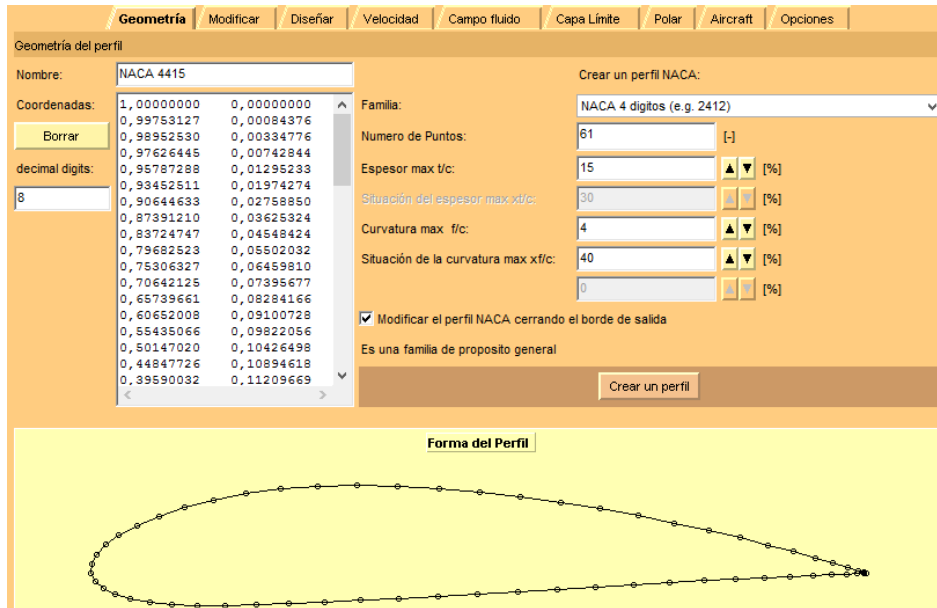 Geometría Modificar Diseñar Velocidad Campo fluido Capa Límite Polar Aircraft Opciones
Geometría del perfil
Nombre: NACA 4415 Crear un perfil NACA:
Coordenadas:
Borrar
decimal digits:
8
1,00000000 0,00000000
0,99753127 0,00084376
0,98952530 0,00334776
0,97626445 0,00742844
0,95787288 0,01295233
0,93452511 0,01974274
0,90644633 0,02758850
0,87391210 0,03625324
0,83724747 0,04548424
0,79682523 0,05502032
0,75306327 0,06459810
0,70642125 0,07395677
0,65739661 0,08284166
0,60652008 0,09100728
0,55435066 0,09822056
0,50147020 0,10426498
0,44847726 0,10894618
0,39590032 0,11209669
Familia: NACA 4 digitos (e.g. 2412)
Numero de Puntos: 61 [-]
Espesor max t/c: 15 [%]
Situación del espesor max xt/c: 30 [%]
Curvatura max f/c: 4 [%]
Situación de la curvatura max xf/c: 40 [%]
0 [%]
Modificar el perfil NACA cerrando el borde de salida
Es una familia de proposito general
Crear un perfil
Forma del Perfil